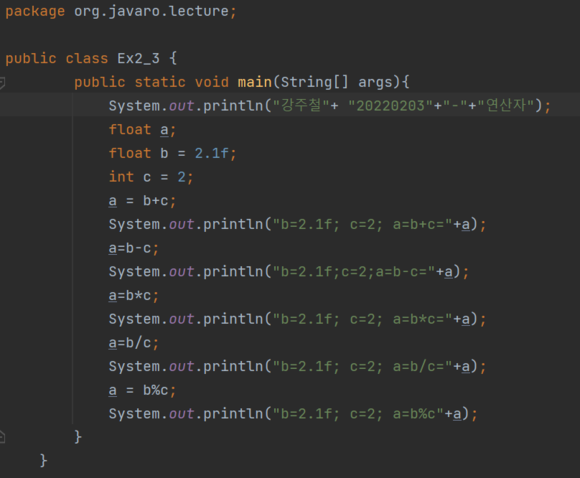 package org.javaro.lecture;
public class Ex2_3 {
public static void main(String[] args){
System.out.println("강주철"+ "20220203"+"-"+"연산자");
float a;
float b = 2.1f;
int c = 2;
a = b+c;
System.out.println("b=2.1f; c=2; a=b+c="+a);
a=b-c;
System.out.println("b=2.1f;c=2;a=b-c="+a);
a=b*c;
System.out.println("b=2.1f; c=2; a=b*c="+a);
a=b/c;
System.out.println("b=2.1f; c=2; a=b/c="+a);
a = b%c;
System.out.println("b=2.1f; c=2; a=b%c"+a);
}
}